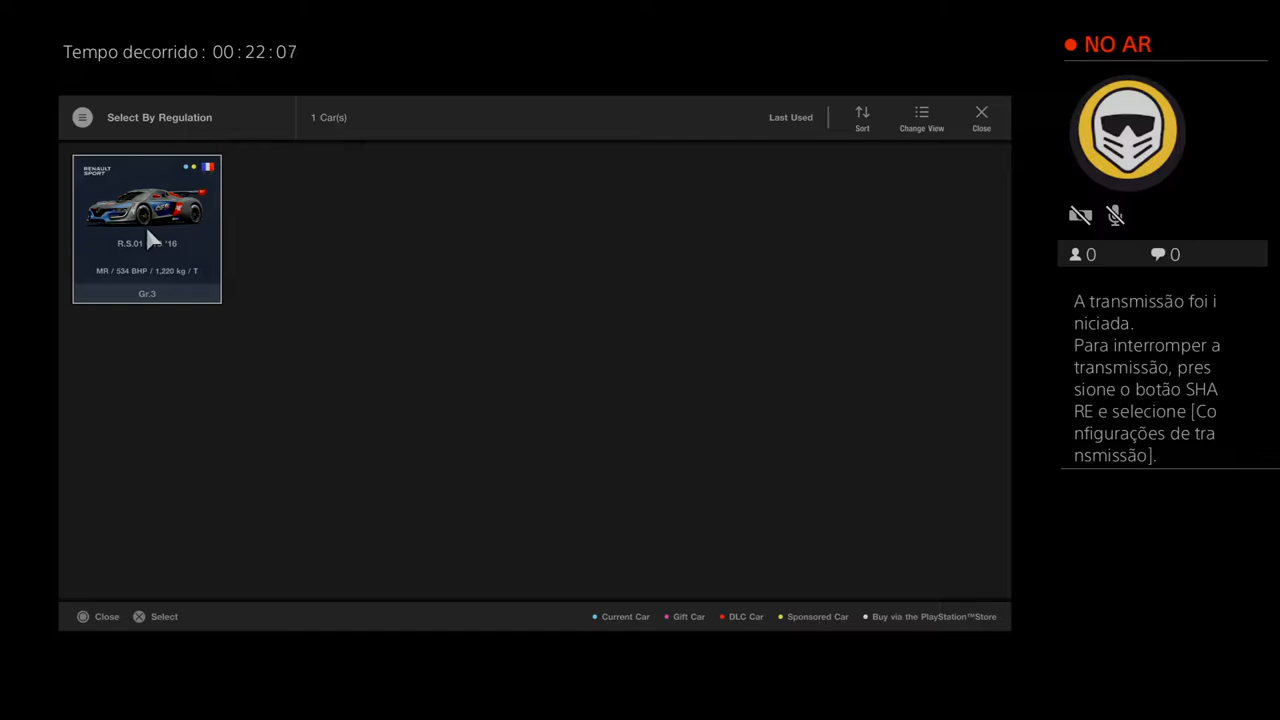 Tempo decorrido: 00:22:07
NO AR
Select By Regulation
1 Car(s)
Last Used
Sort
Change View
Close
RENAULT
SPORT
R.S.01 '16
MR / 534 BHP / 1,220 kg / T
Gr.3
0
0
A transmissão foi i
niciada.
Para interromper a
transmissão, pres
sione o botão SHA
RE e selecione [Co
nfigurações de tra
nsmissão].
Close
Select
Current Car
Gift Car
DLC Car
Sponsored Car
Buy via the PlayStation™Store